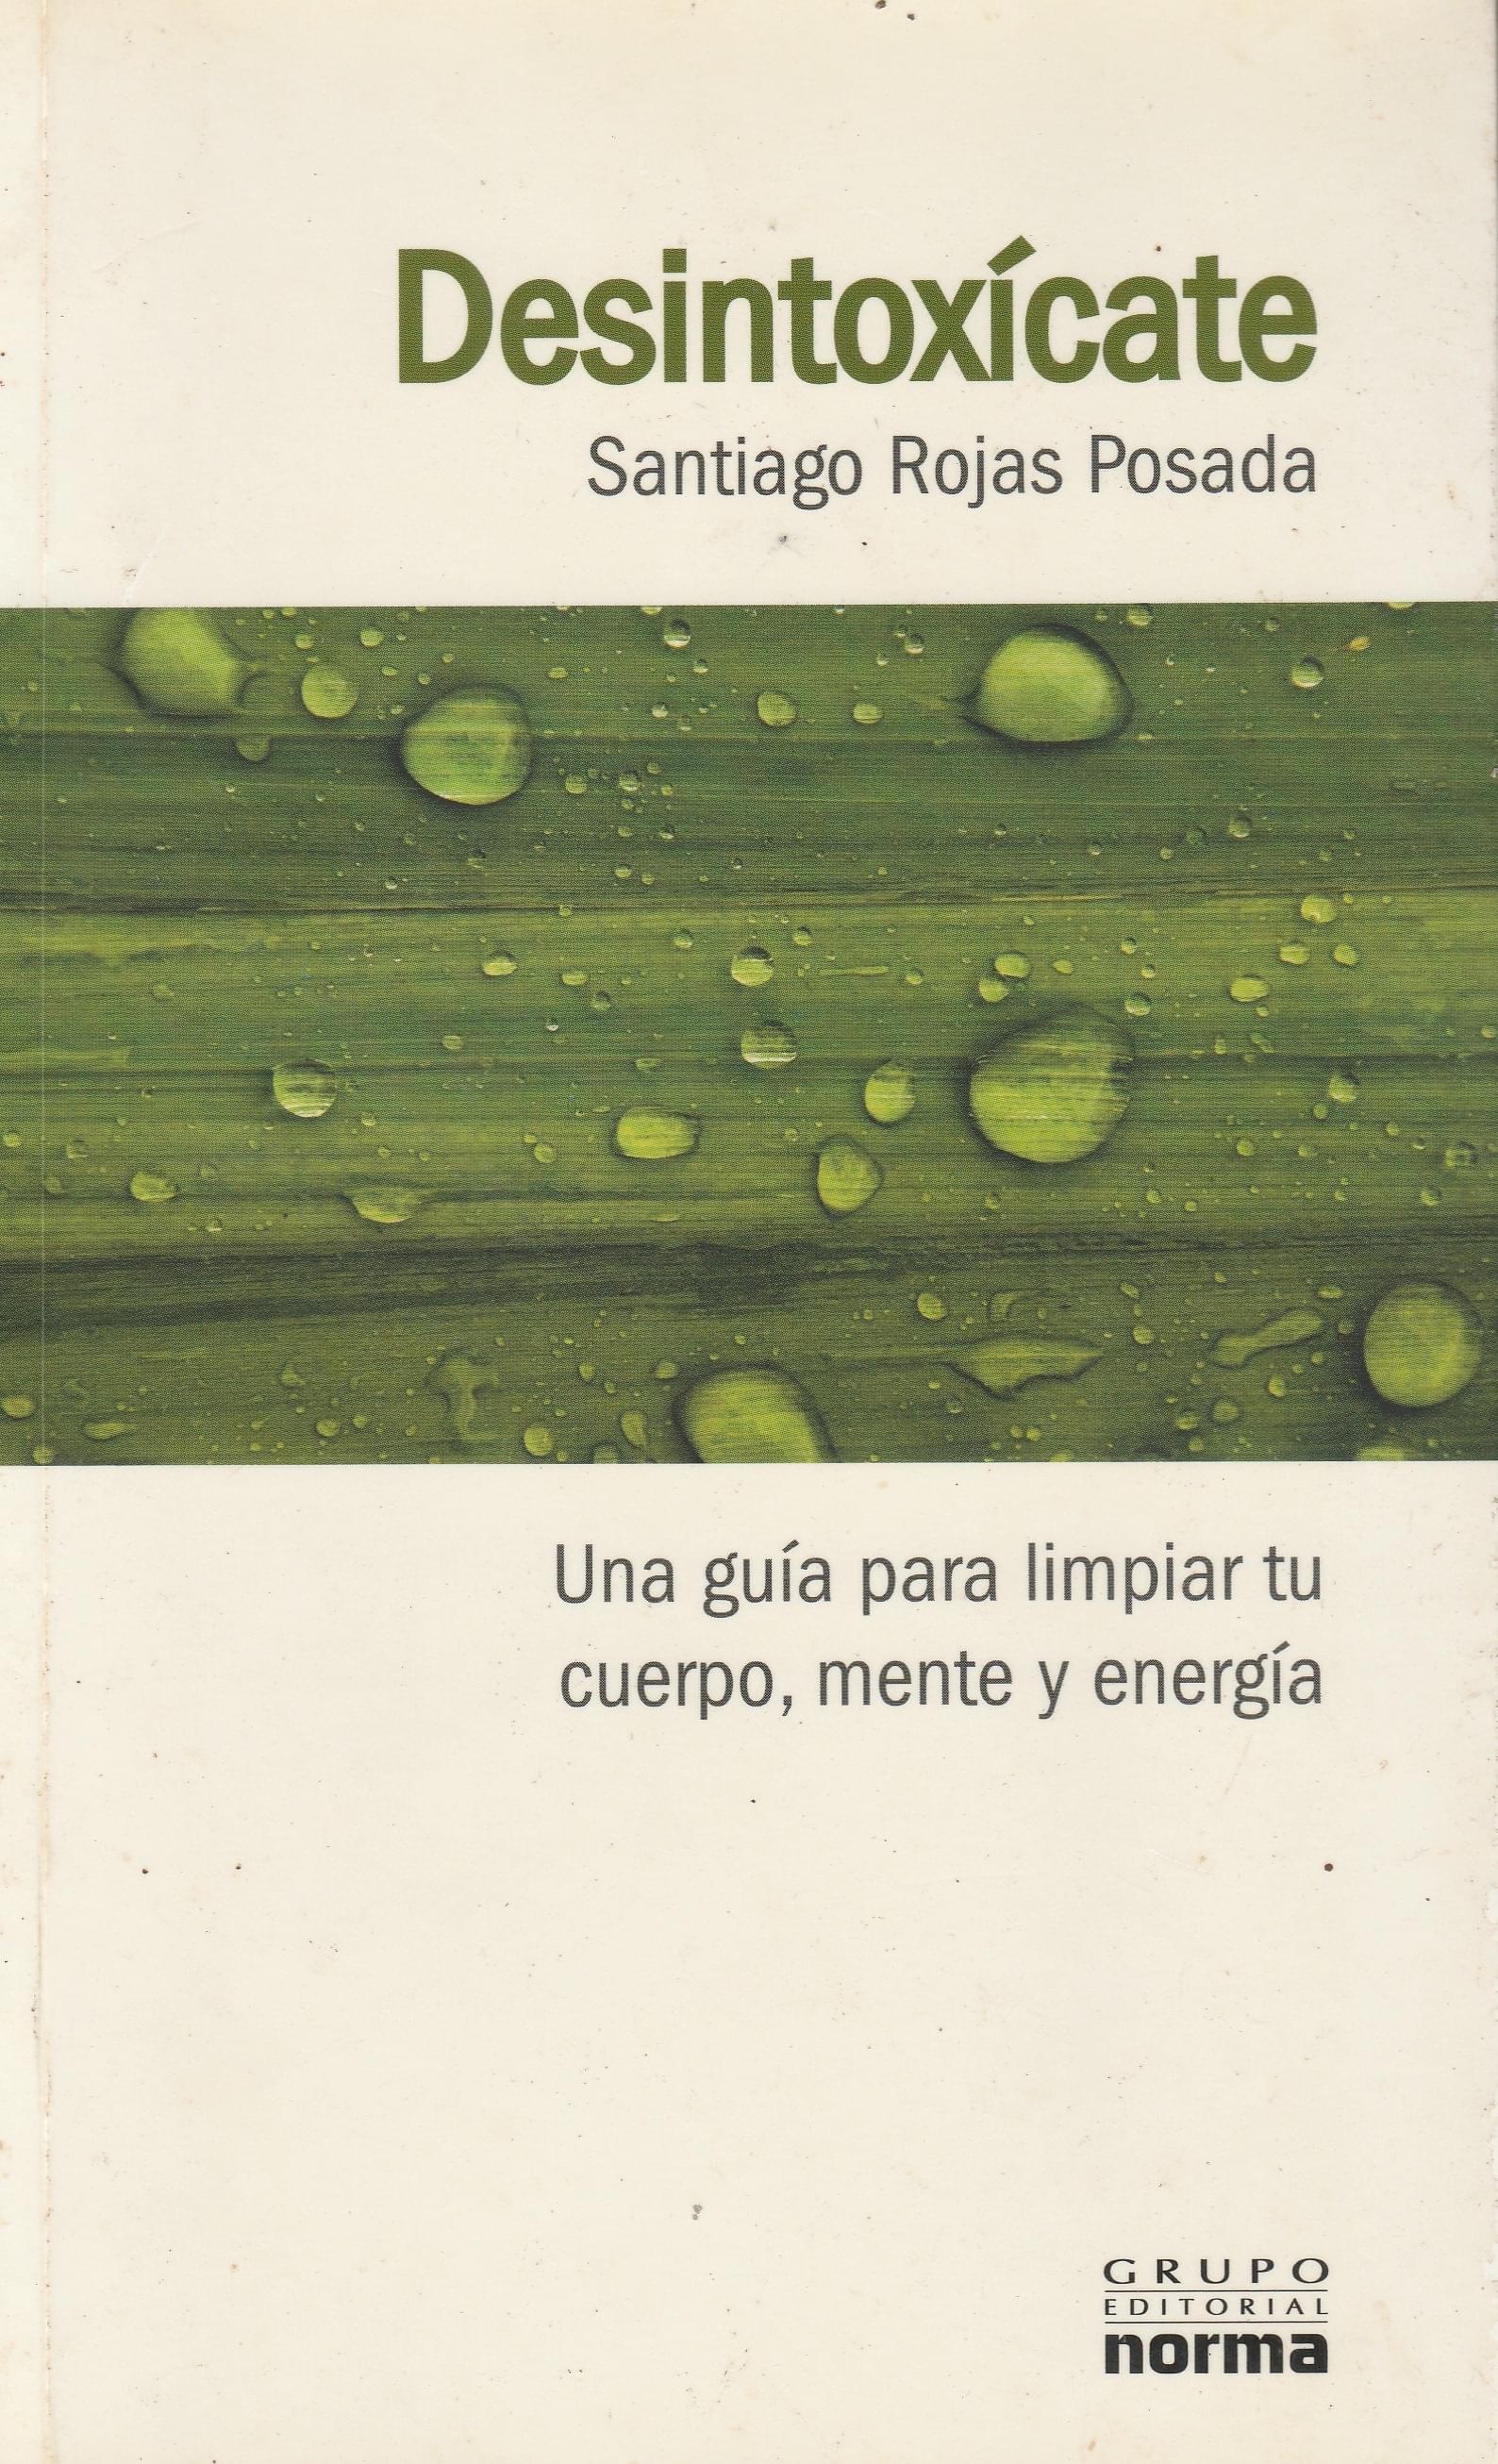 Desintoxícate
Santiago Rojas Posada
Una guía para limpiar tu
cuerpo, mente y energía
GRUPO
EDITORIAL
norma